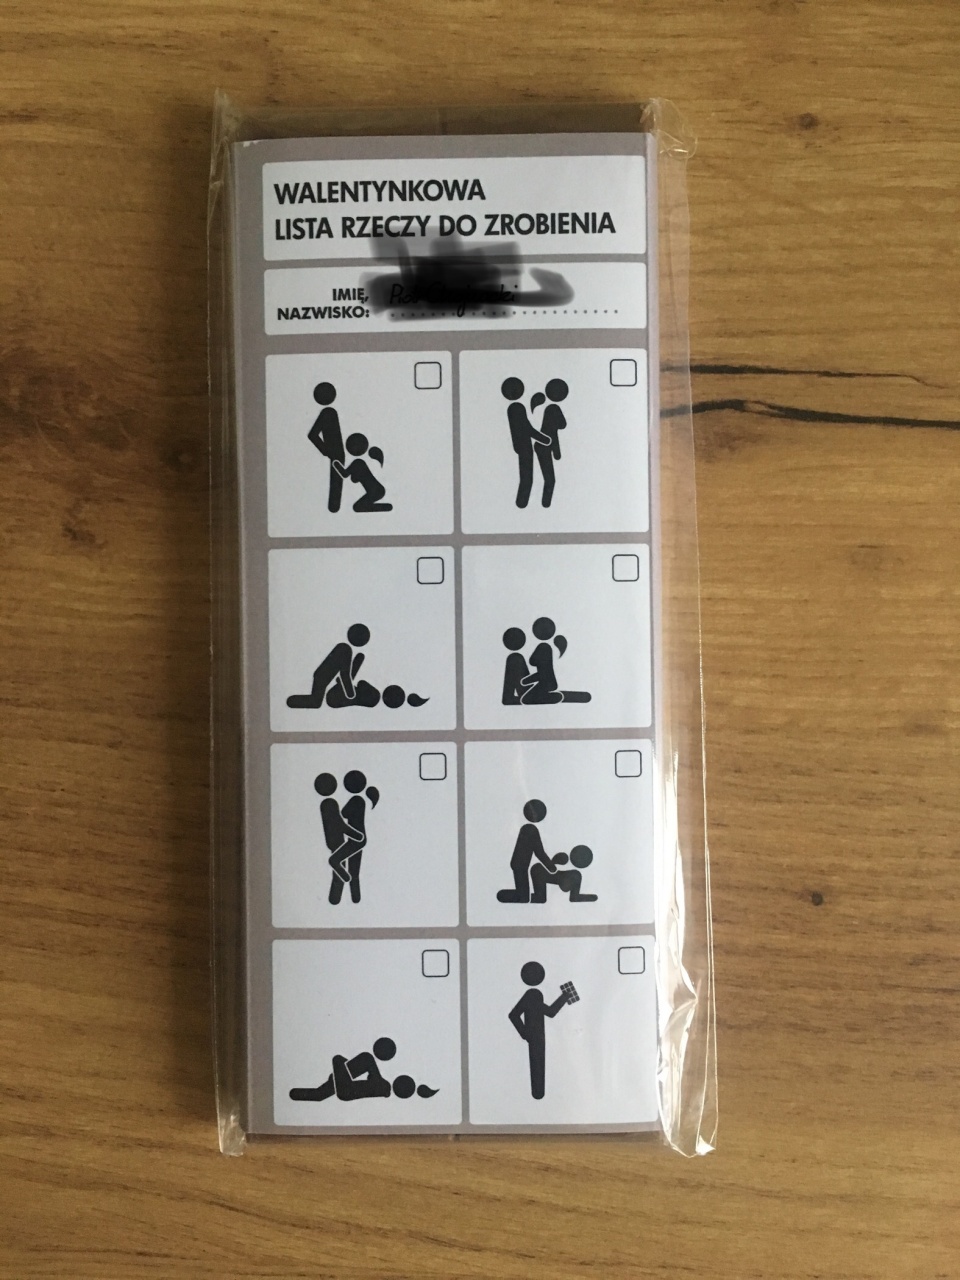 WALENTYNKOWA
LISTA RZECZY DO ZROBIENIA
IMIĘ,
NAZWISKO: